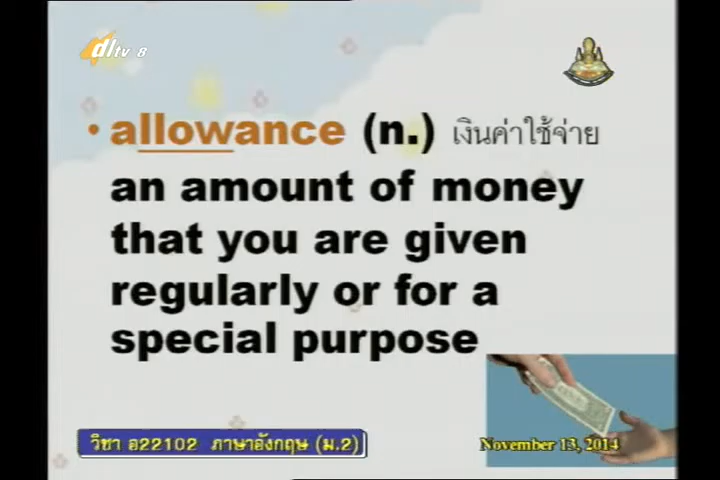 dltv 8
• allowance (n.) เงินค่าใช้จ่าย
an amount of money
that you are given
regularly or for a
special purpose
วิชา อ22102 ภาษาอังกฤษ (ม.2)
November 13, 2014